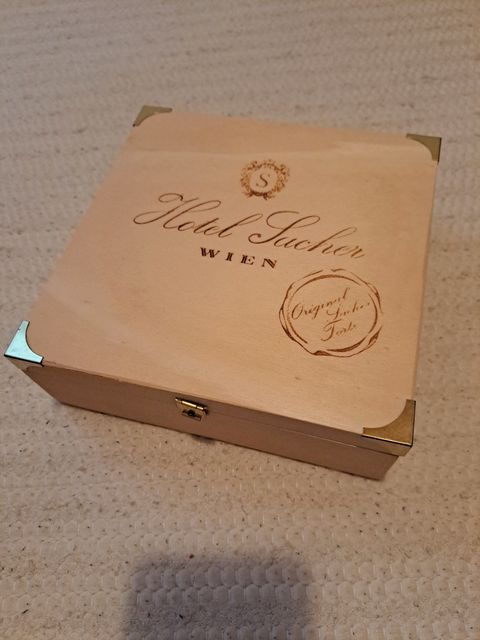 S
Hotel Sacher
WIEN
Original
Sacher
Torte